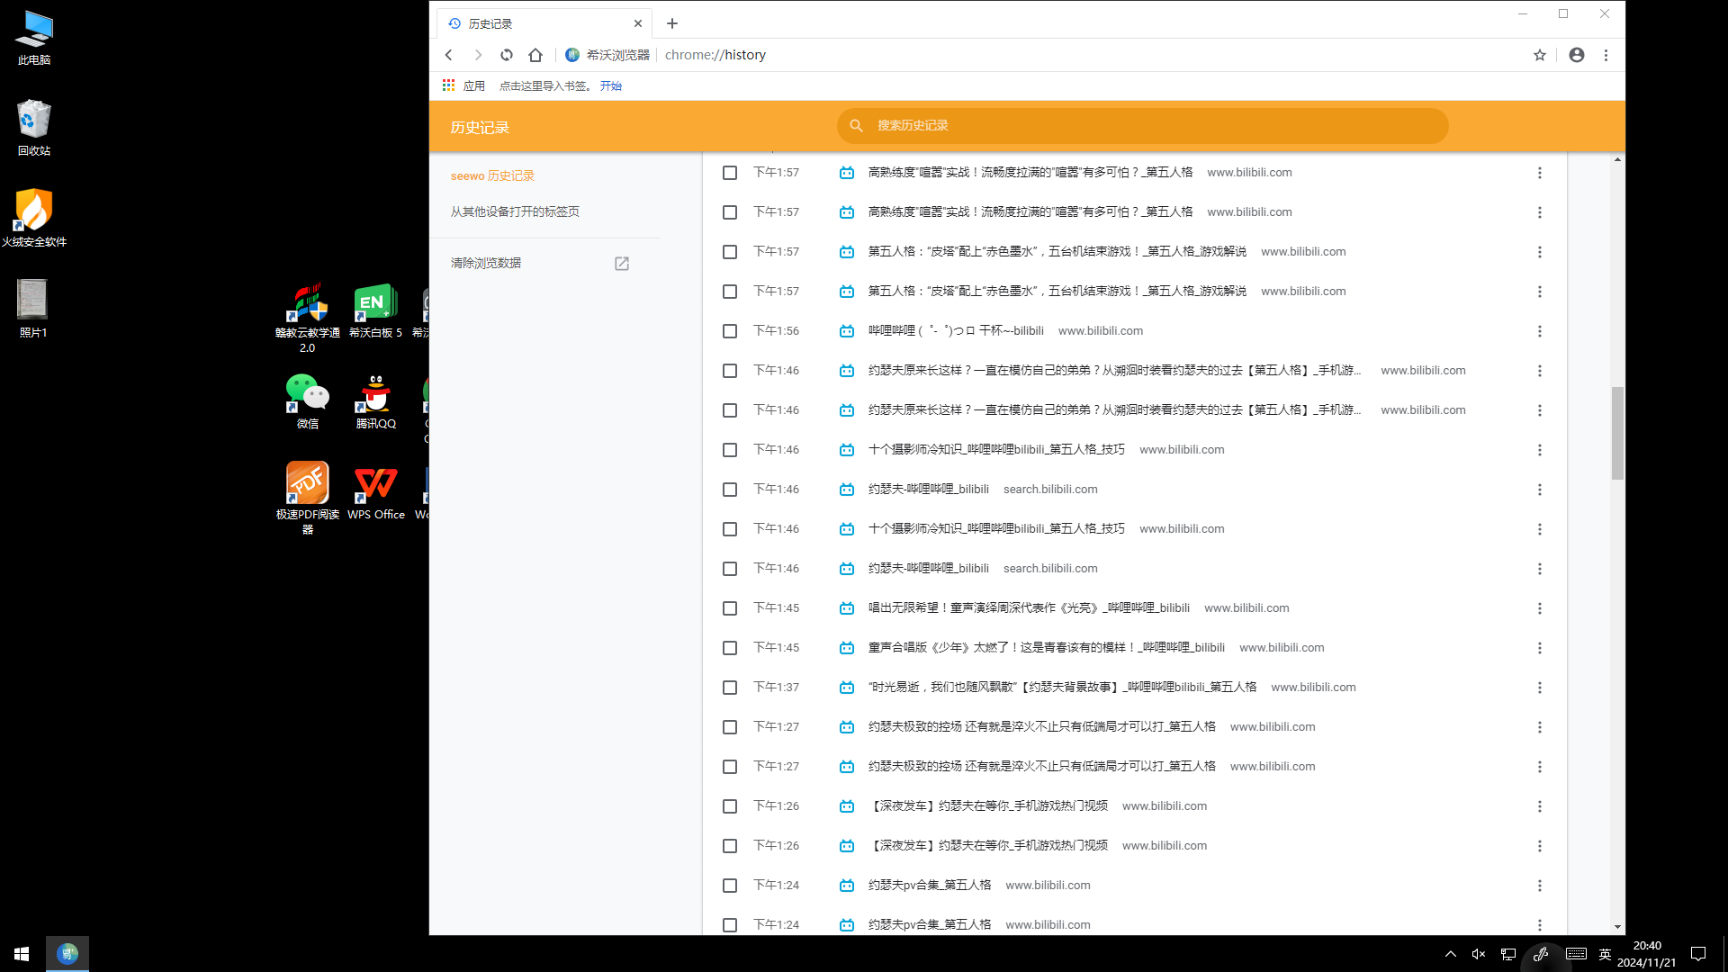 此电脑
回收站
火绒安全软件
照片1
赣教云教学通
2.0
EN
希沃白板 5
希沃
微信
腾讯QQ
PDF
极速PDF阅读
器
WPS Office
历史记录
希沃浏览器
chrome://history
应用
点击这里导入书签。 开始
历史记录
搜索历史记录
seewo 历史记录
从其他设备打开的标签页
清除浏览数据
下午1:57 高熟练度"喧嚣"实战！流畅度拉满的"喧嚣"有多可怕？_第五人格 www.bilibili.com
下午1:57 高熟练度"喧嚣"实战！流畅度拉满的"喧嚣"有多可怕？_第五人格 www.bilibili.com
下午1:57 第五人格："皮塔"配上"赤色墨水"，五台机结束游戏！_第五人格_游戏解说 www.bilibili.com
下午1:57 第五人格："皮塔"配上"赤色墨水"，五台机结束游戏！_第五人格_游戏解说 www.bilibili.com
下午1:56 哔哩哔哩 (゜-゜)つロ 干杯~-bilibili www.bilibili.com
下午1:46 约瑟夫原来长这样？一直在模仿自己的弟弟？从溯洄时装看约瑟夫的过去【第五人格】_手机游... www.bilibili.com
下午1:46 约瑟夫原来长这样？一直在模仿自己的弟弟？从溯洄时装看约瑟夫的过去【第五人格】_手机游... www.bilibili.com
下午1:46 十个摄影师冷知识_哔哩哔哩bilibili_第五人格_技巧 www.bilibili.com
下午1:46 约瑟夫-哔哩哔哩_bilibili search.bilibili.com
下午1:46 十个摄影师冷知识_哔哩哔哩bilibili_第五人格_技巧 www.bilibili.com
下午1:46 约瑟夫-哔哩哔哩_bilibili search.bilibili.com
下午1:45 唱出无限希望！童声演绎周深代表作《光亮》_哔哩哔哩_bilibili www.bilibili.com
下午1:45 童声合唱版《少年》太燃了！这是青春该有的模样！_哔哩哔哩_bilibili www.bilibili.com
下午1:37 "时光易逝，我们也随风飘散"【约瑟夫背景故事】_哔哩哔哩bilibili_第五人格 www.bilibili.com
下午1:27 约瑟夫极致的控场 还有就是淬火不止只有低端局才可以打_第五人格 www.bilibili.com
下午1:27 约瑟夫极致的控场 还有就是淬火不止只有低端局才可以打_第五人格 www.bilibili.com
下午1:26 【深夜发车】约瑟夫在等你_手机游戏热门视频 www.bilibili.com
下午1:26 【深夜发车】约瑟夫在等你_手机游戏热门视频 www.bilibili.com
下午1:24 约瑟夫pv合集_第五人格 www.bilibili.com
下午1:24 约瑟夫pv合集_第五人格 www.bilibili.com
英
20:40
2024/11/21